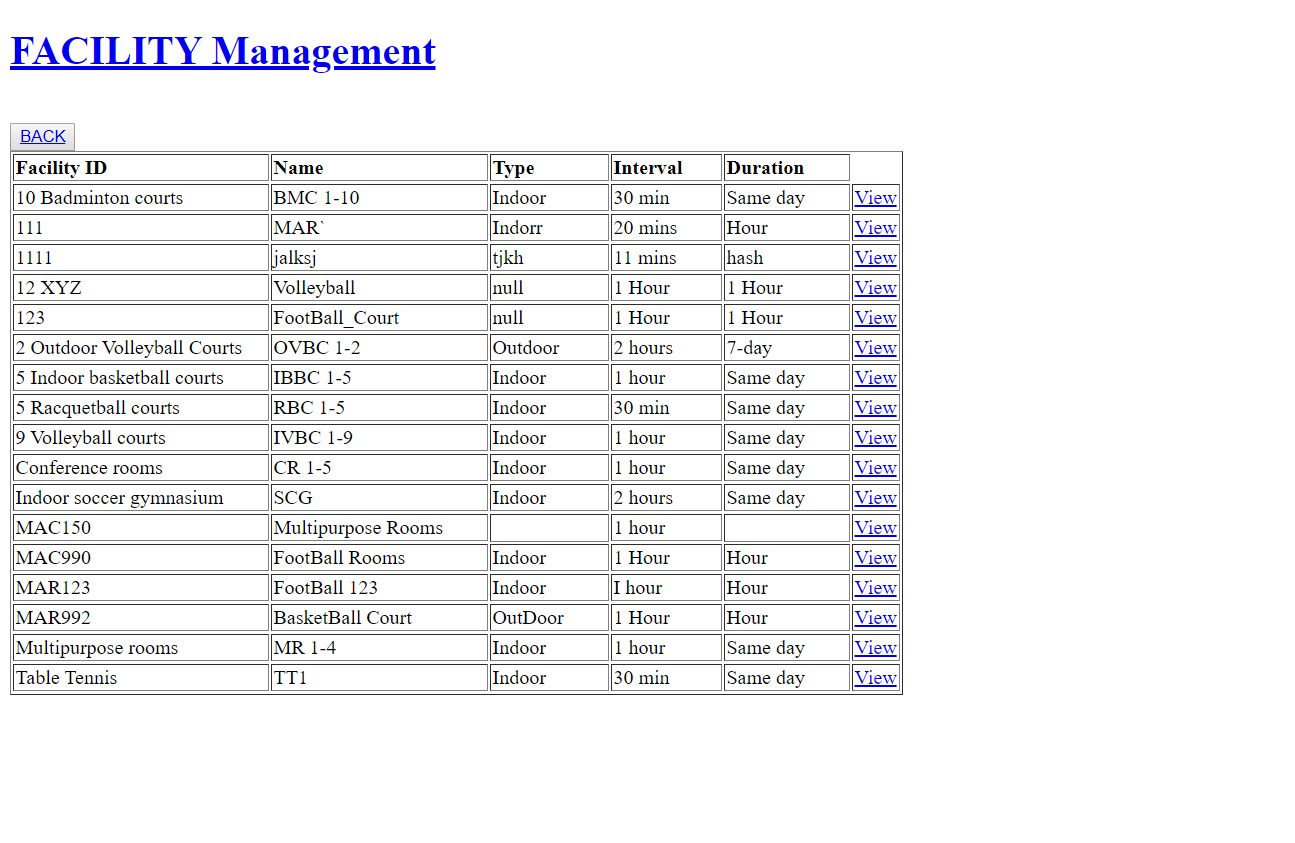 FACILITY Management
BACK
Facility ID Name Type Interval Duration
10 Badminton courts BMC 1-10 Indoor 30 min Same day View
111 MAR` Indorr 20 mins Hour View
1111 jalksj tjkh 11 mins hash View
12 XYZ Volleyball null 1 Hour 1 Hour View
123 FootBall_Court null 1 Hour 1 Hour View
2 Outdoor Volleyball Courts OVBC 1-2 Outdoor 2 hours 7-day View
5 Indoor basketball courts IBBC 1-5 Indoor 1 hour Same day View
5 Racquetball courts RBC 1-5 Indoor 30 min Same day View
9 Volleyball courts IVBC 1-9 Indoor 1 hour Same day View
Conference rooms CR 1-5 Indoor 1 hour Same day View
Indoor soccer gymnasium SCG Indoor 2 hours Same day View
MAC150 Multipurpose Rooms 1 hour View
MAC990 FootBall Rooms Indoor 1 Hour Hour View
MAR123 FootBall 123 Indoor I hour Hour View
MAR992 BasketBall Court OutDoor 1 Hour Hour View
Multipurpose rooms MR 1-4 Indoor 1 hour Same day View
Table Tennis TT1 Indoor 30 min Same day View